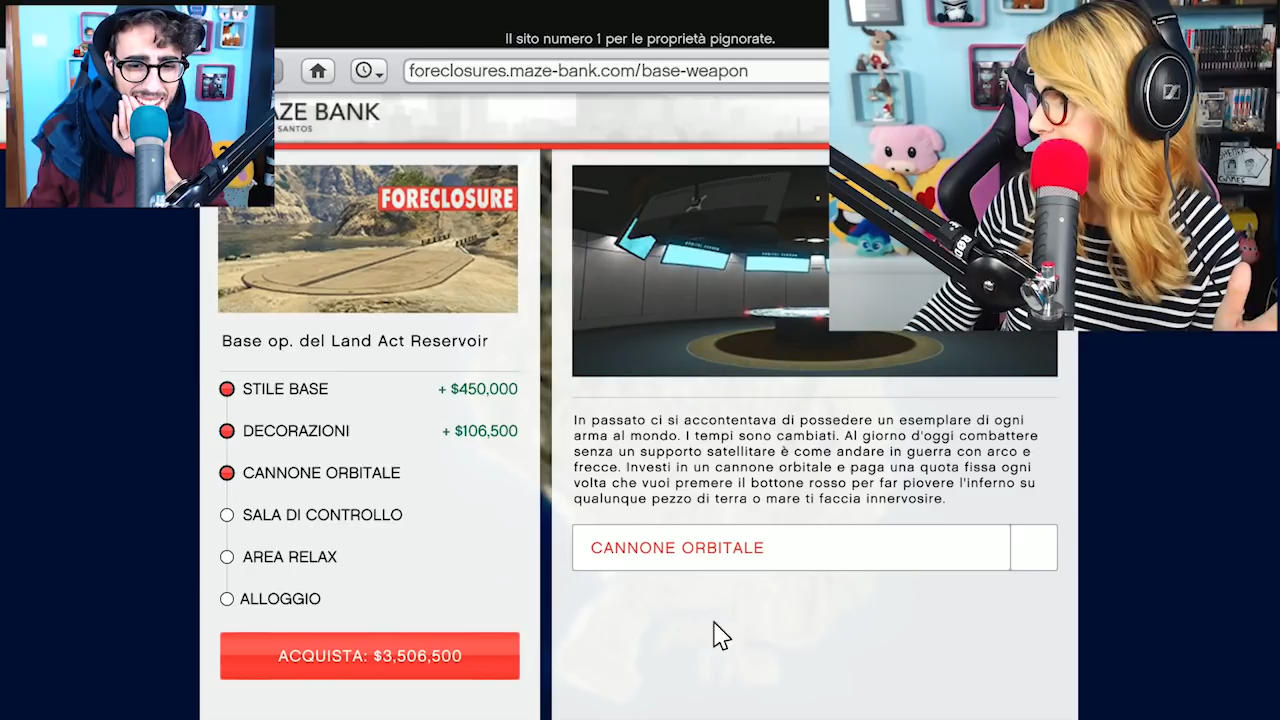 Il sito numero 1 per le proprietà pignorate.
foreclosures.maze-bank.com/base-weapon
AZE BANK
SANTOS
FORECLOSURE
Base op. del Land Act Reservoir
STILE BASE + $450,000
DECORAZIONI + $106,500
CANNONE ORBITALE
SALA DI CONTROLLO
AREA RELAX
ALLOGGIO
ACQUISTA: $3,506,500
In passato ci si accontentava di possedere un esemplare di ogni
arma al mondo. I tempi sono cambiati. Al giorno d'oggi combattere
senza un supporto satellitare è come andare in guerra con arco e
frecce. Investi in un cannone orbitale e paga una quota fissa ogni
volta che vuoi premere il bottone rosso per far piovere l'inferno su
qualunque pezzo di terra o mare ti faccia innervosire.
CANNONE ORBITALE
RØDE
GAMES